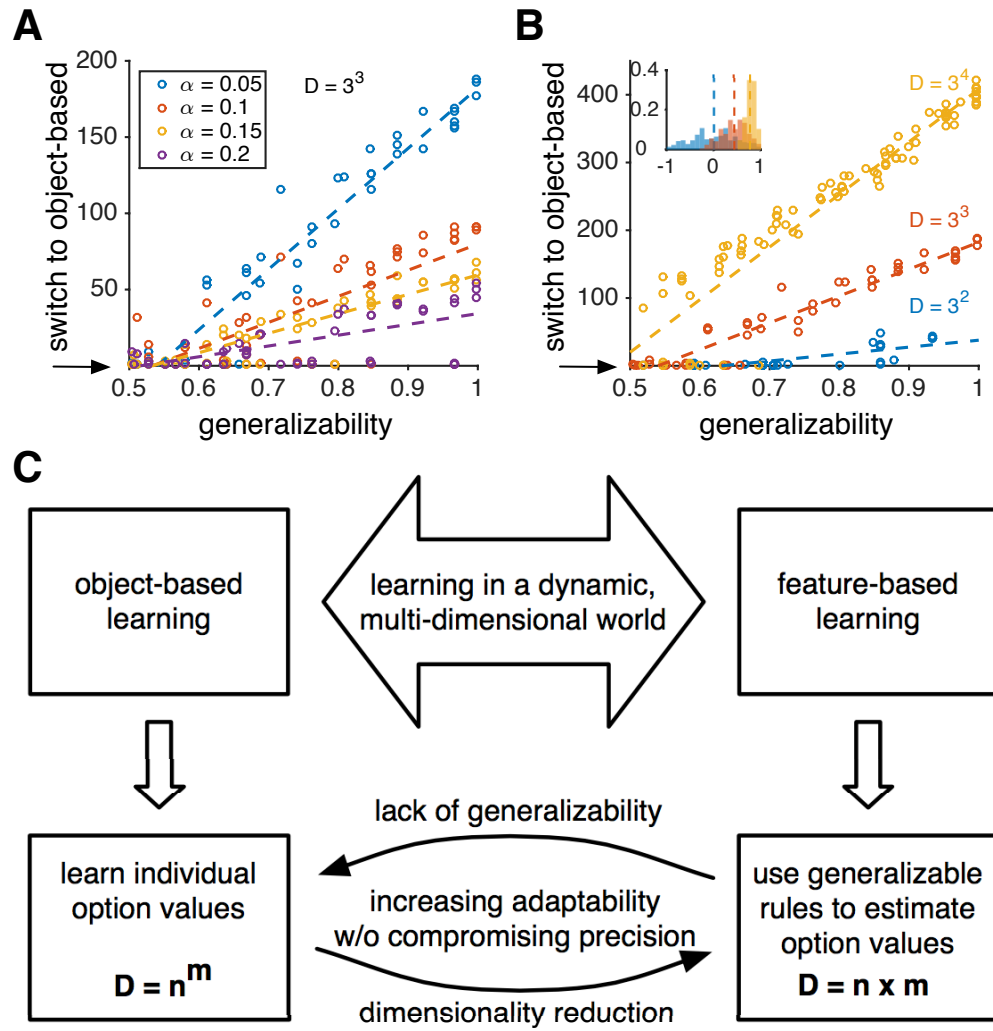 A
switch to object-based
200
150
100
50
0
α = 0.05
α = 0.1
α = 0.15
α = 0.2
D = 3³
0.5 0.6 0.7 0.8 0.9 1
generalizability
B
switch to object-based
400
300
200
100
0
0.4
0.2
0
-1 0 1
D = 3⁴
D = 3³
D = 3²
0.5 0.6 0.7 0.8 0.9 1
generalizability
C
object-based
learning
learning in a dynamic,
multi-dimensional world
feature-based
learning
lack of generalizability
learn individual
option values
D = nᵐ
increasing adaptability
w/o compromising precision
use generalizable
rules to estimate
option values
D = n x m
dimensionality reduction